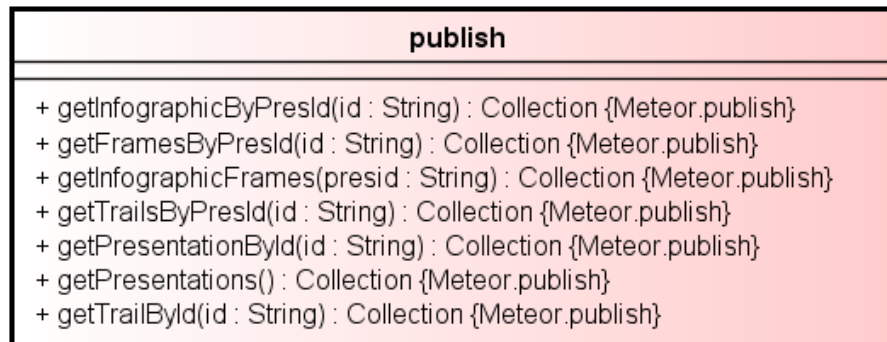 publish
+ getInfographicByPresId(id : String) : Collection {Meteor.publish}
+ getFramesByPresId(id : String) : Collection {Meteor.publish}
+ getInfographicFrames(presid : String) : Collection {Meteor.publish}
+ getTrailsByPresId(id : String) : Collection {Meteor.publish}
+ getPresentationById(id : String) : Collection {Meteor.publish}
+ getPresentations() : Collection {Meteor.publish}
+ getTrailById(id : String) : Collection {Meteor.publish}